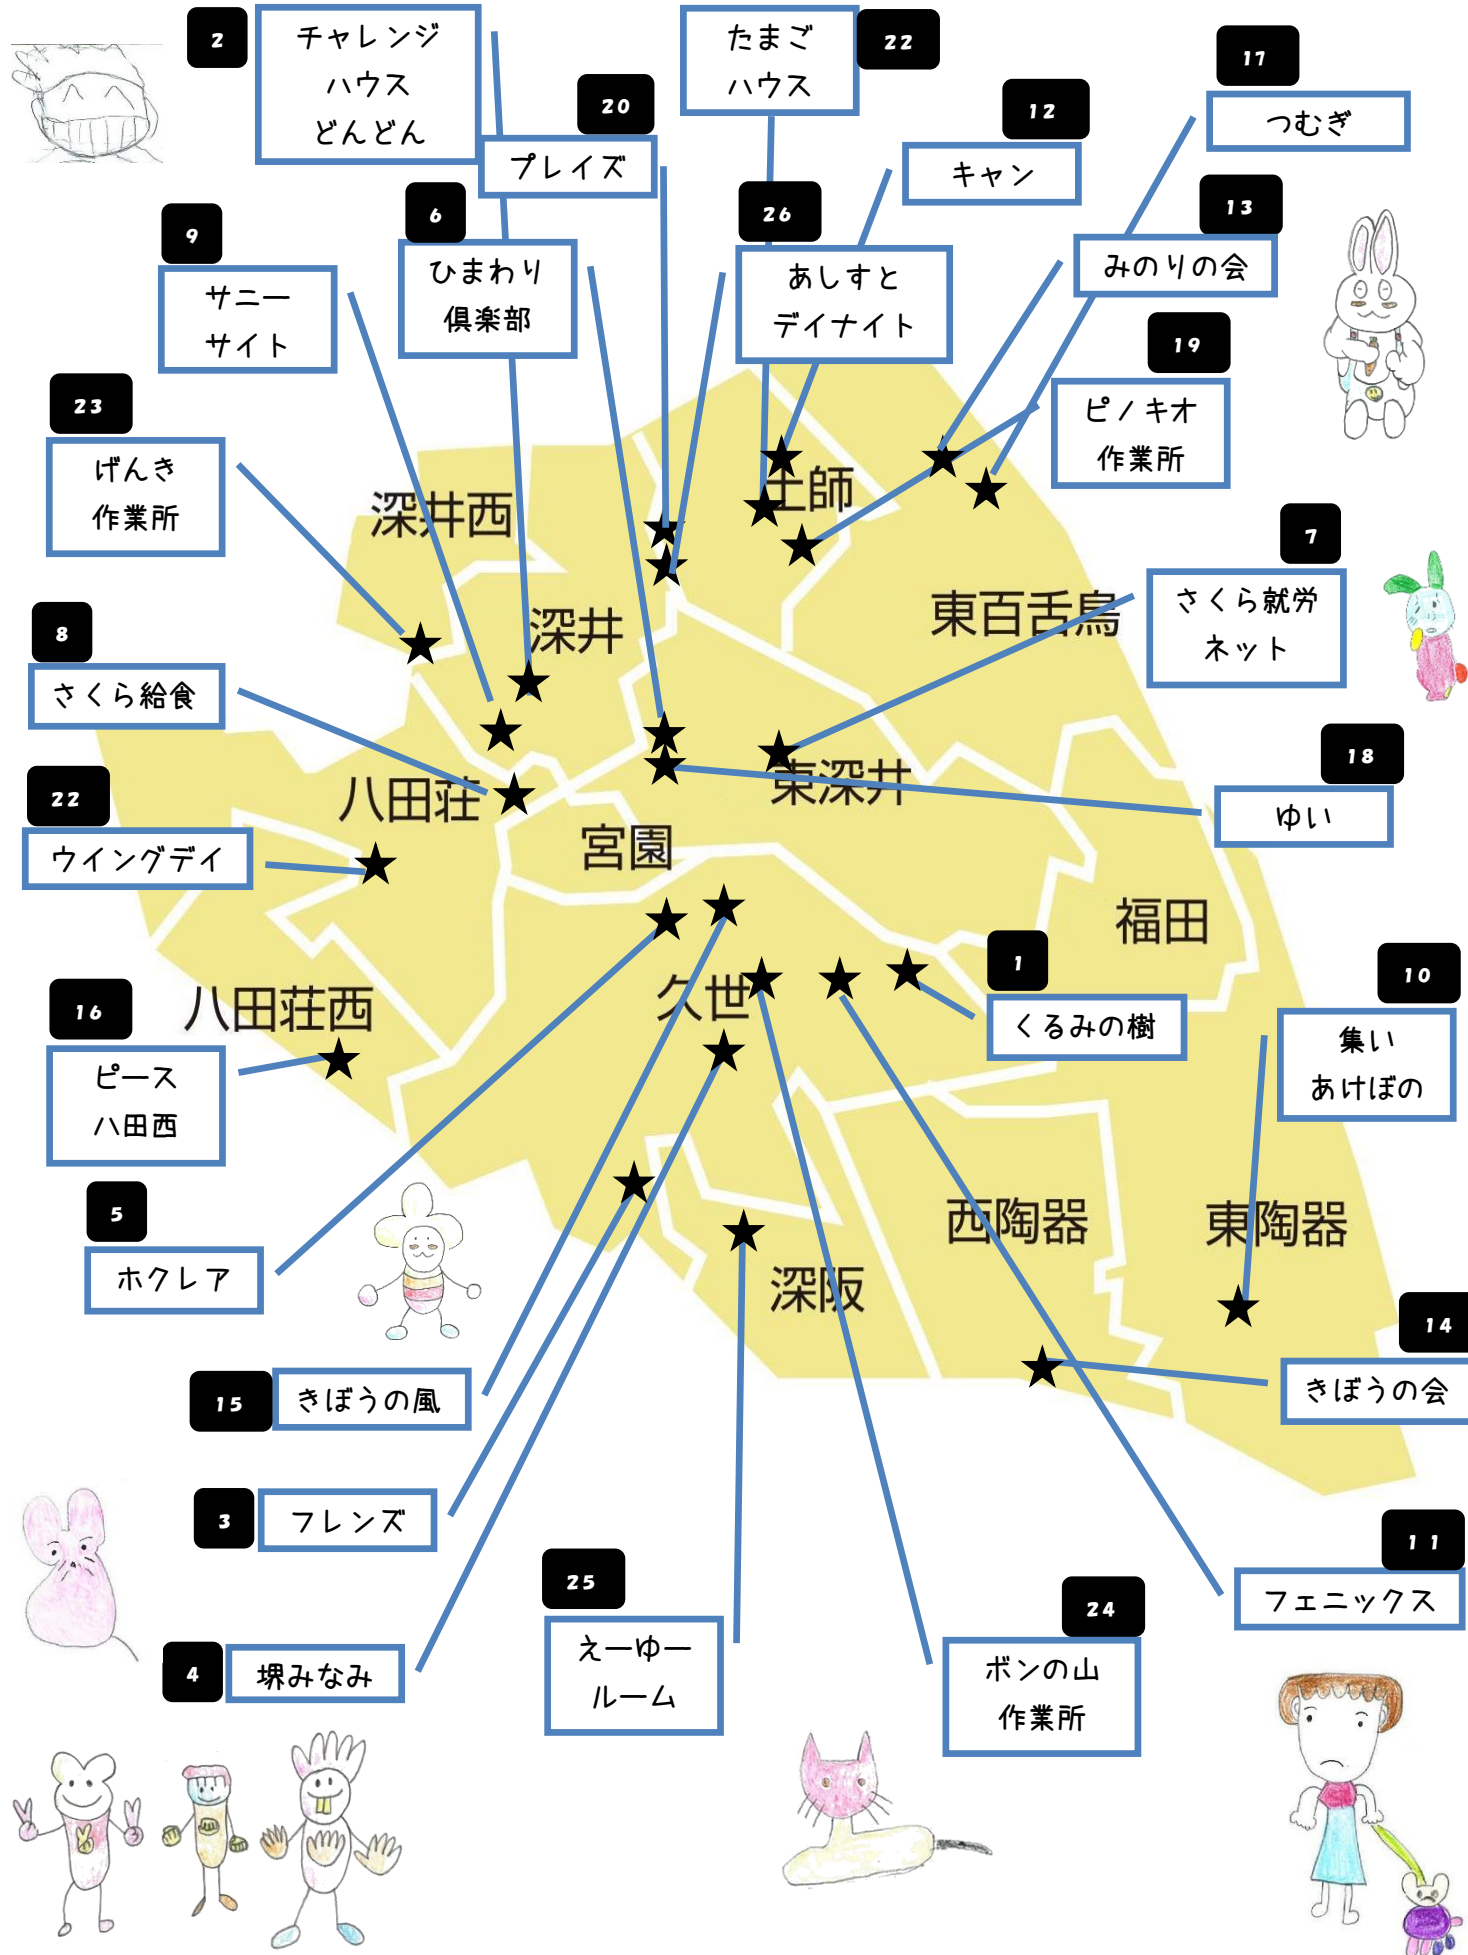 2
チャレンジ
ハウス
どんどん
20
プレイズ
たまご
ハウス
22
12
キャン
17
つむぎ
9
サニー
サイト
6
ひまわり
倶楽部
26
あしすと
デイナイト
13
みのりの会
19
ピノキオ
作業所
23
げんき
作業所
深井西
土師
深井
東百舌鳥
7
さくら就労
ネット
8
さくら給食
22
ウイングデイ
八田荘
宮園
東深井
18
ゆい
福田
16
ピース
八田西
八田荘西
久世
1
くるみの樹
10
集い
あけぼの
5
ホクレア
深阪
西陶器
東陶器
14
きぼうの会
15
きぼうの風
3
フレンズ
4
堺みなみ
25
えーゆー
ルーム
24
ボンの山
作業所
11
フェニックス